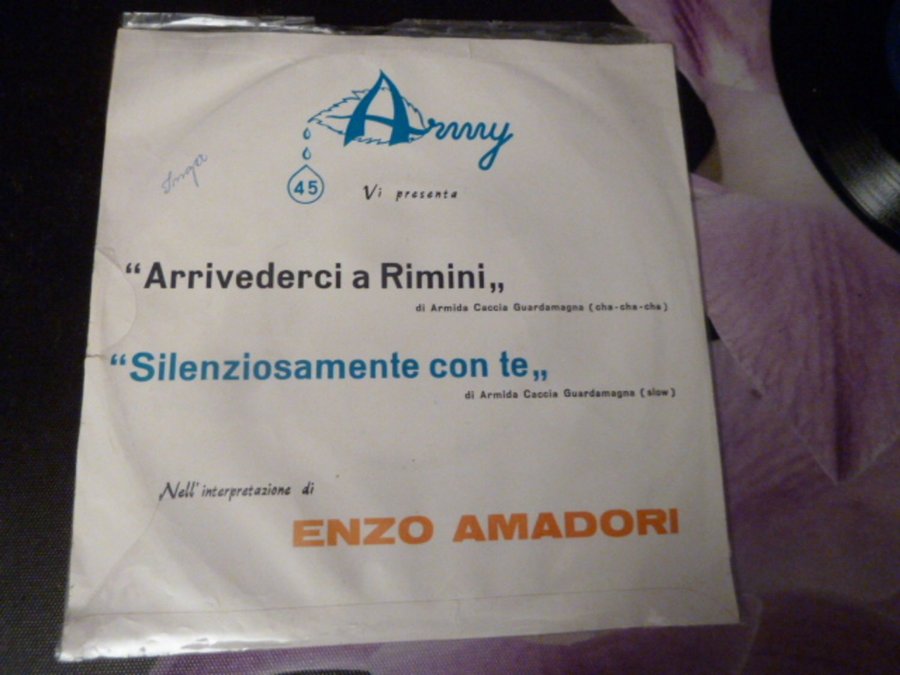 Army
45
Vi presenta
“Arrivederci a Rimini„
di Armida Caccia Guardamagna (cha-cha-cha)
“Silenziosamente con te„
di Armida Caccia Guardamagna (slow)
Nell'interpretazione di
ENZO AMADORI